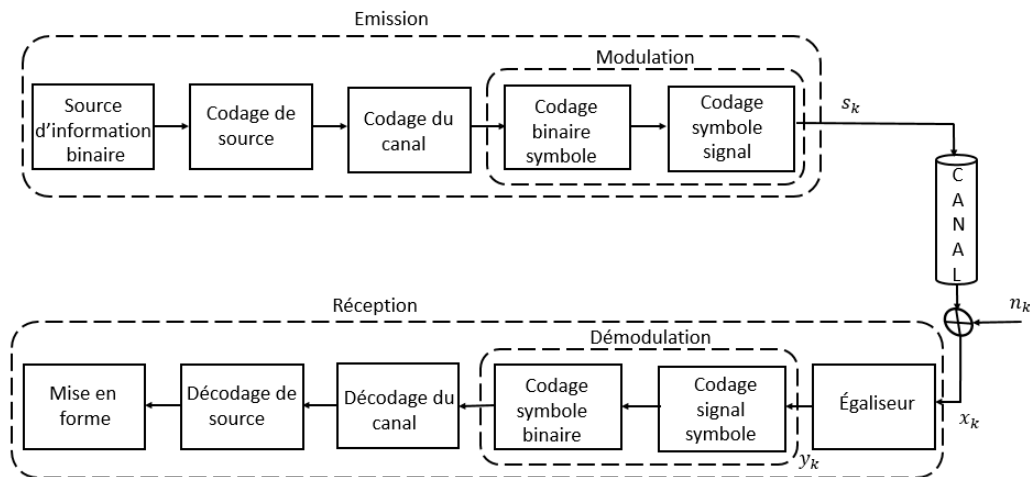 Emission
Modulation
Source
d'information
binaire
Codage de
source
Codage du
canal
Codage
binaire
symbole
Codage
symbole
signal
s_k
C
A
N
A
L
n_k
x_k
Réception
Démodulation
Mise en
forme
Décodage de
source
Décodage du
canal
Codage
symbole
binaire
Codage
signal
symbole
y_k
Égaliseur